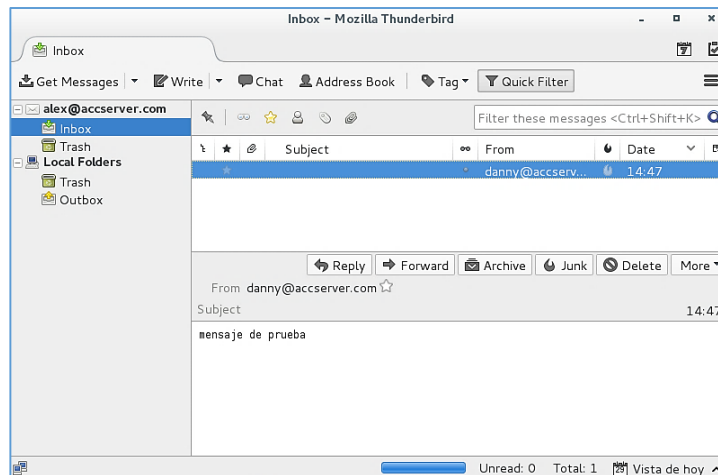 Inbox - Mozilla Thunderbird
Inbox
Get Messages Write Chat Address Book Tag Quick Filter
alex@accserver.com
Inbox
Trash
Local Folders
Trash
Outbox
Filter these messages <Ctrl+Shift+K>
Subject From Date
danny@accserv... 14:47
Reply Forward Archive Junk Delete More
From danny@accserver.com
Subject 14:47
mensaje de prueba
Unread: 0 Total: 1 Vista de hoy